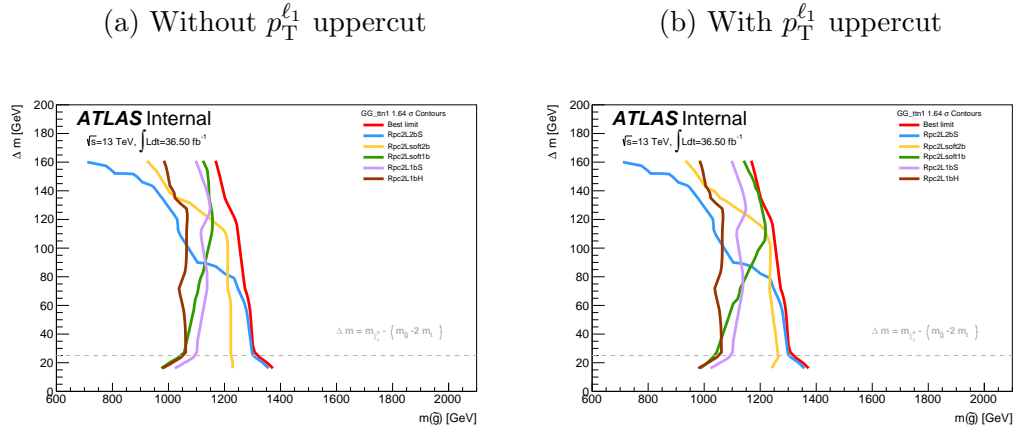 (a) Without p_T^{ℓ1} uppercut
200
180
160
140
120
100
80
60
40
20
0
Δ m [GeV]
ATLAS Internal
√s=13 TeV, ∫Ldt=36.50 fb⁻¹
GG_ttn1 1.64 σ Contours
Best limit
Rpc2L2bS
Rpc2Lsoft2b
Rpc2Lsoft1b
Rpc2L1bS
Rpc2L1bH
600 800 1000 1200 1400 1600 1800 2000
m(g̃) [GeV]
(b) With p_T^{ℓ1} uppercut
200
180
160
140
120
100
80
60
40
20
0
Δ m [GeV]
ATLAS Internal
√s=13 TeV, ∫Ldt=36.50 fb⁻¹
GG_ttn1 1.64 σ Contours
Best limit
Rpc2L2bS
Rpc2Lsoft2b
Rpc2Lsoft1b
Rpc2L1bS
Rpc2L1bH
600 800 1000 1200 1400 1600 1800 2000
m(g̃) [GeV]